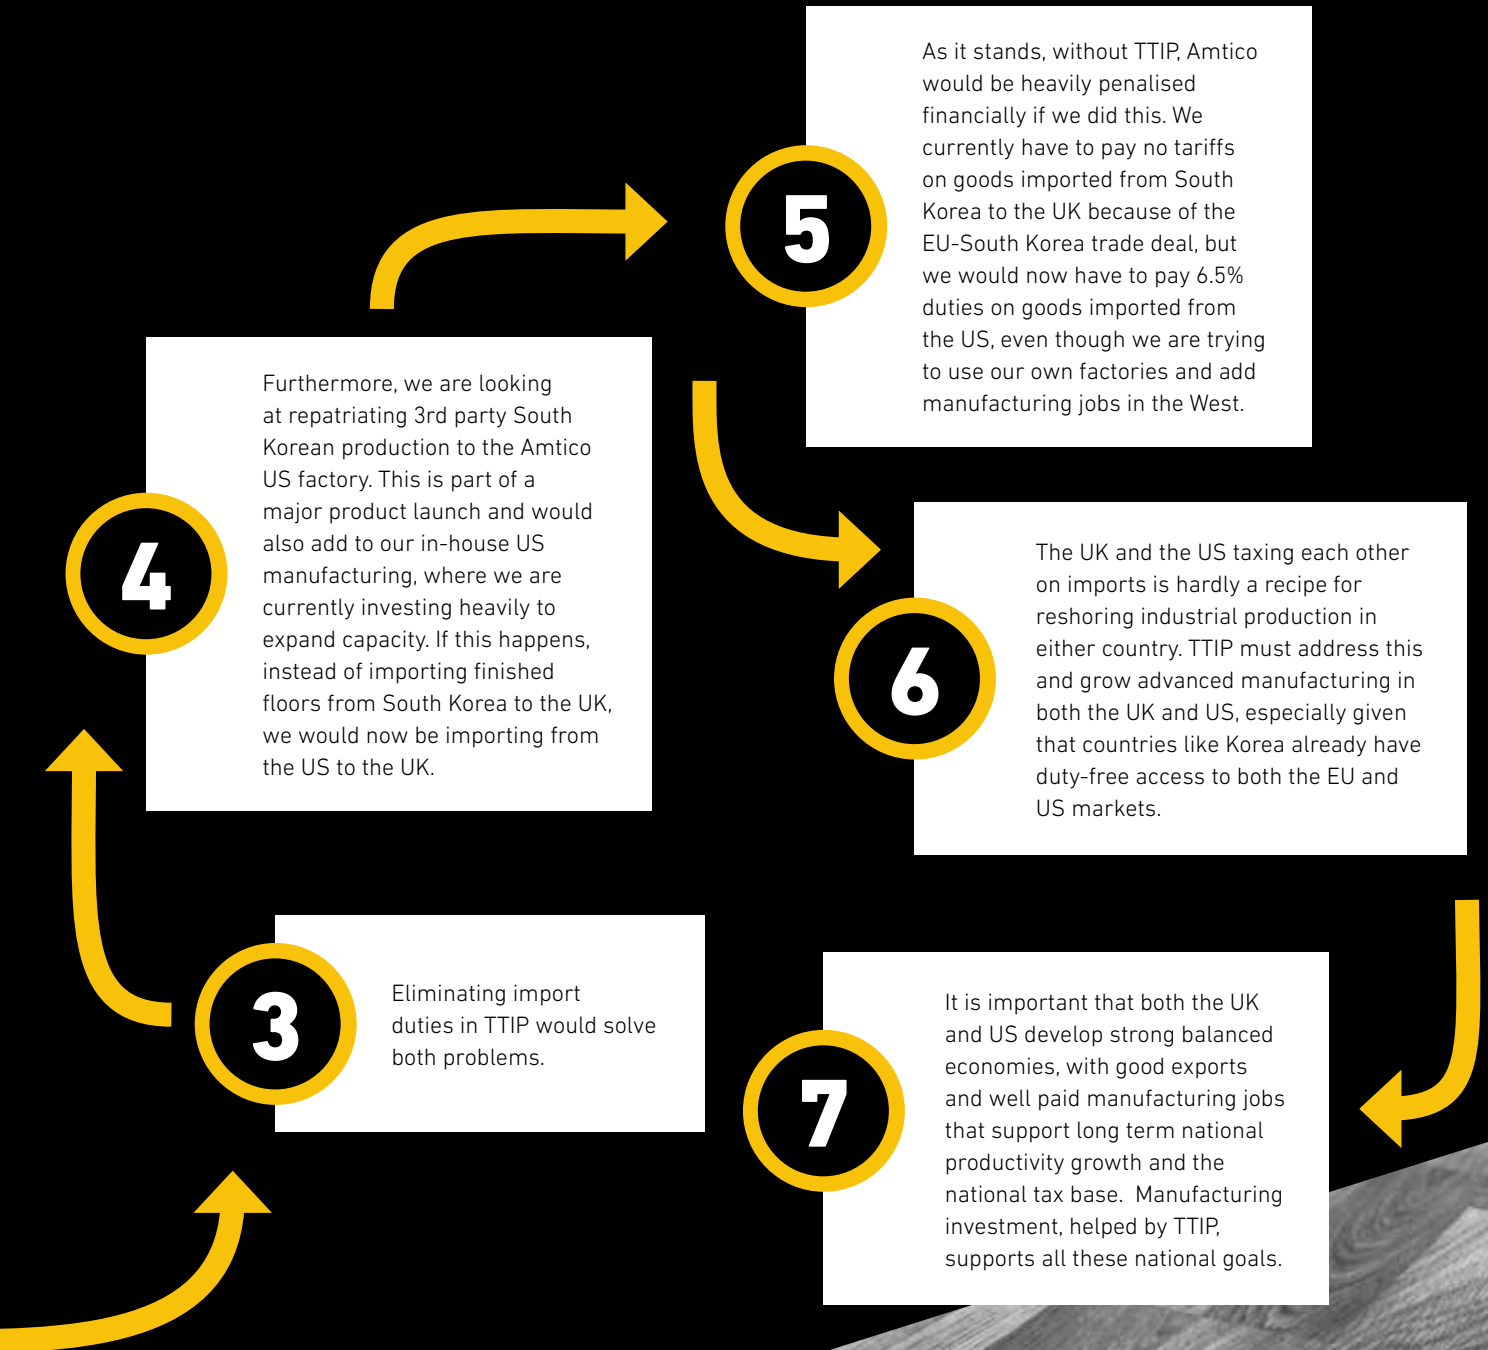 3
Eliminating import
duties in TTIP would solve
both problems.
4
Furthermore, we are looking
at repatriating 3rd party South
Korean production to the Amtico
US factory. This is part of a
major product launch and would
also add to our in-house US
manufacturing, where we are
currently investing heavily to
expand capacity. If this happens,
instead of importing finished
floors from South Korea to the UK,
we would now be importing from
the US to the UK.
5
As it stands, without TTIP, Amtico
would be heavily penalised
financially if we did this. We
currently have to pay no tariffs
on goods imported from South
Korea to the UK because of the
EU-South Korea trade deal, but
we would now have to pay 6.5%
duties on goods imported from
the US, even though we are trying
to use our own factories and add
manufacturing jobs in the West.
6
The UK and the US taxing each other
on imports is hardly a recipe for
reshoring industrial production in
either country. TTIP must address this
and grow advanced manufacturing in
both the UK and US, especially given
that countries like Korea already have
duty-free access to both the EU and
US markets.
7
It is important that both the UK
and US develop strong balanced
economies, with good exports
and well paid manufacturing jobs
that support long term national
productivity growth and the
national tax base.  Manufacturing
investment, helped by TTIP,
supports all these national goals.